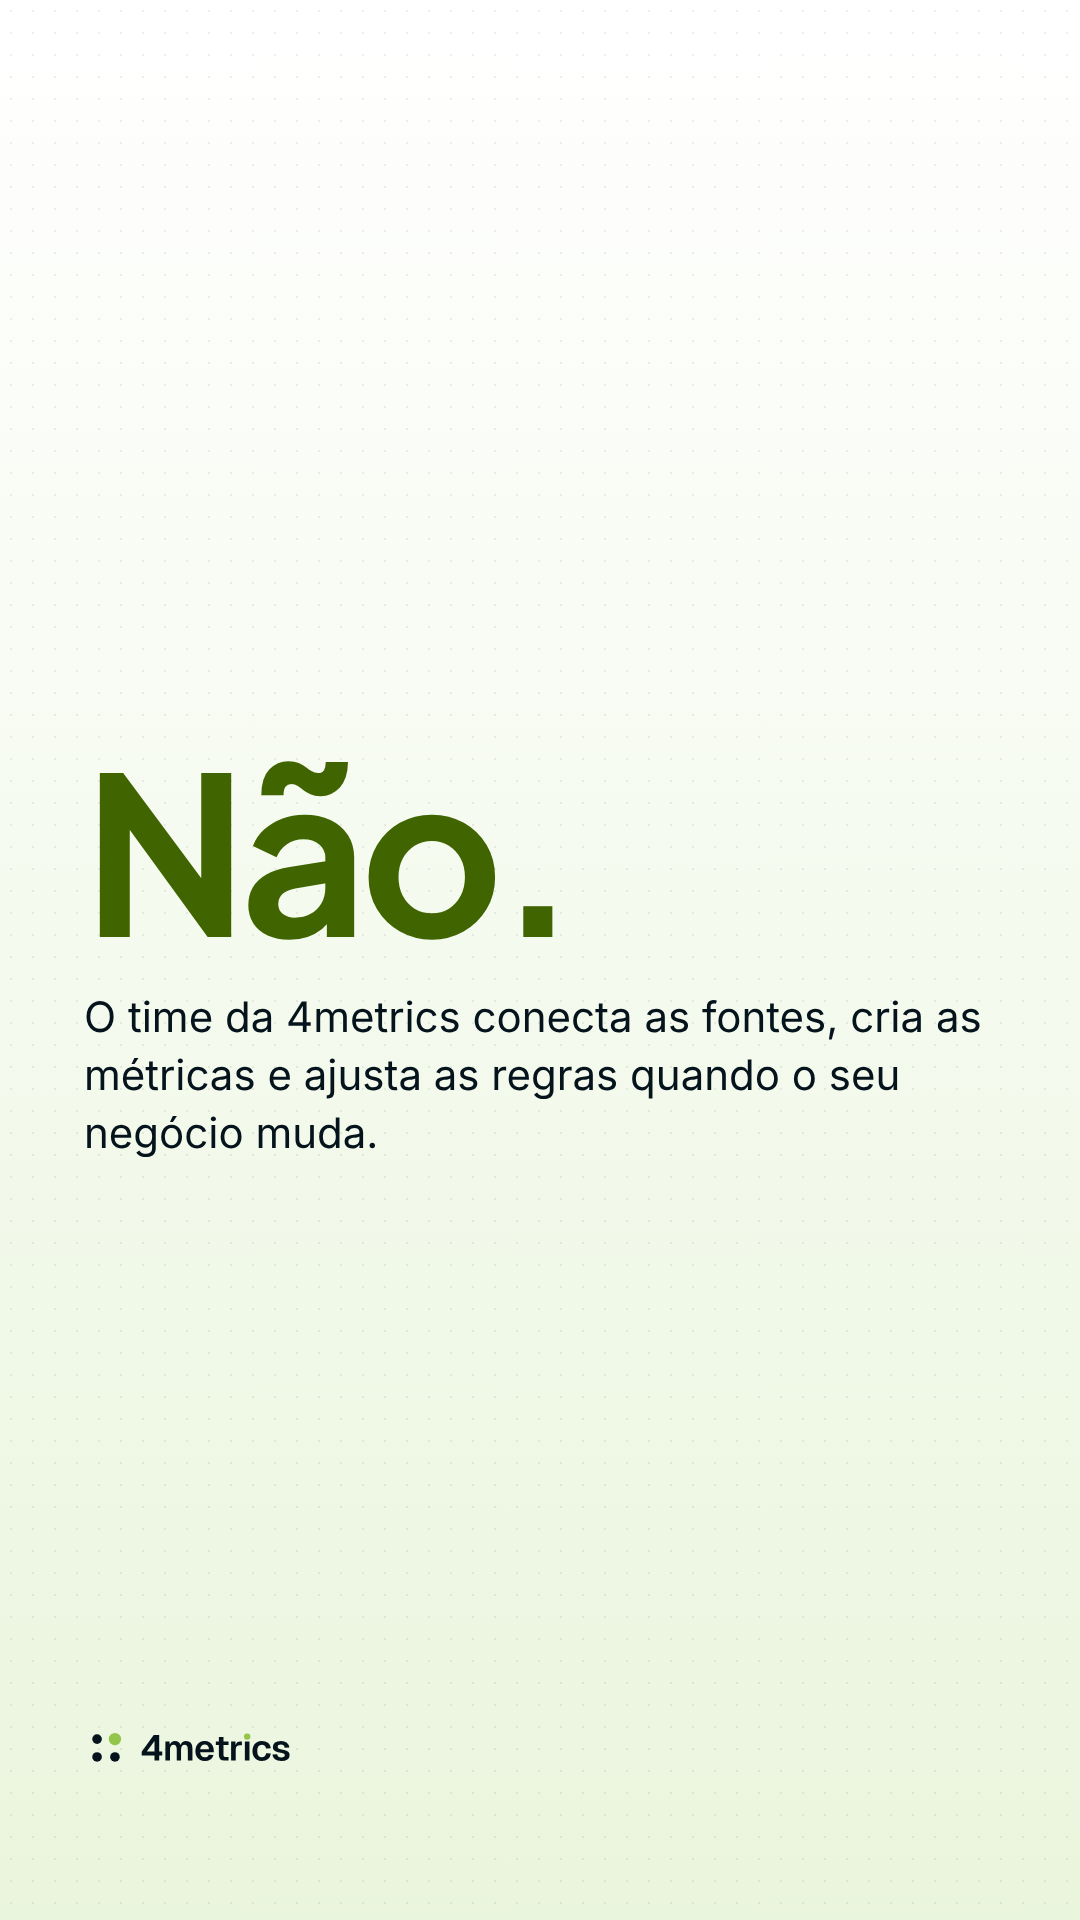 Não.
O time da 4metrics conecta as fontes, cria as
métricas e ajusta as regras quando o seu
negócio muda.
4metrics